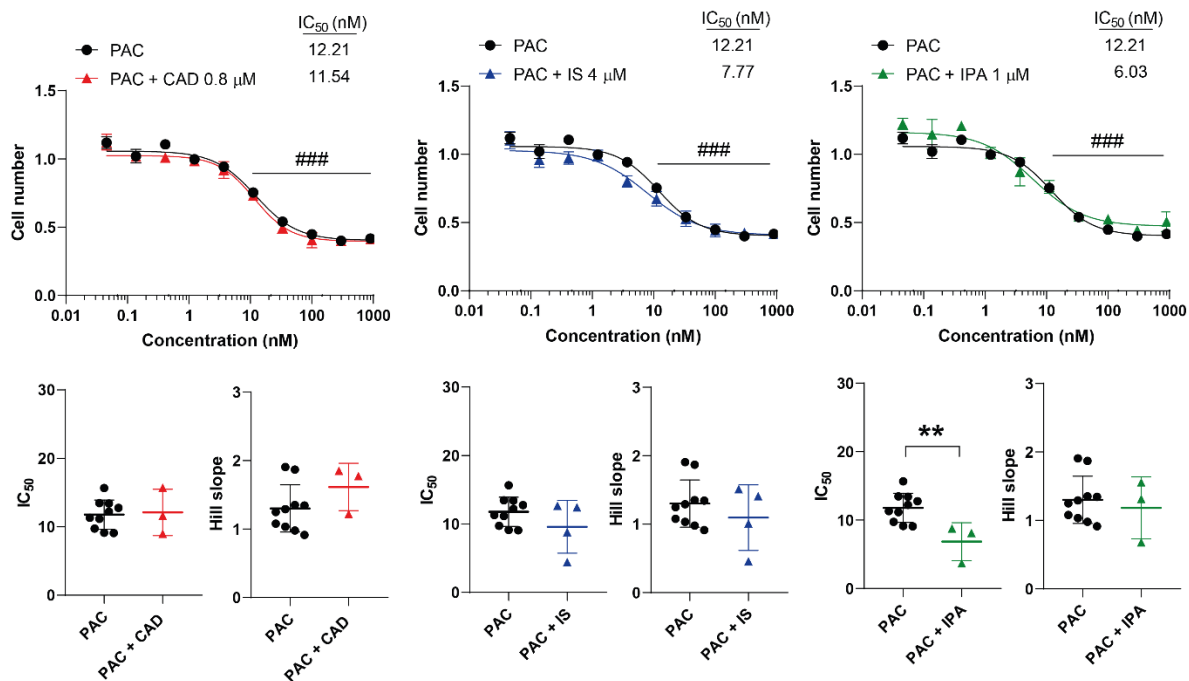 IC50 (nM)
PAC 12.21
PAC + CAD 0.8 μM 11.54
1.5
1.0
0.5
0.0
Cell number
###
0.01 0.1 1 10 100 1000
Concentration (nM)
IC50 (nM)
PAC 12.21
PAC + IS 4 μM 7.77
1.5
1.0
0.5
0.0
Cell number
###
0.01 0.1 1 10 100 1000
Concentration (nM)
IC50 (nM)
PAC 12.21
PAC + IPA 1 μM 6.03
1.5
1.0
0.5
0.0
Cell number
###
0.01 0.1 1 10 100 1000
Concentration (nM)
30
20
10
0
IC50
PAC
PAC + CAD
3
2
1
0
Hill slope
PAC
PAC + CAD
30
20
10
0
IC50
PAC
PAC + IS
3
2
1
0
Hill slope
PAC
PAC + IS
30
20
10
0
IC50
**
PAC
PAC + IPA
3
2
1
0
Hill slope
PAC
PAC + IPA